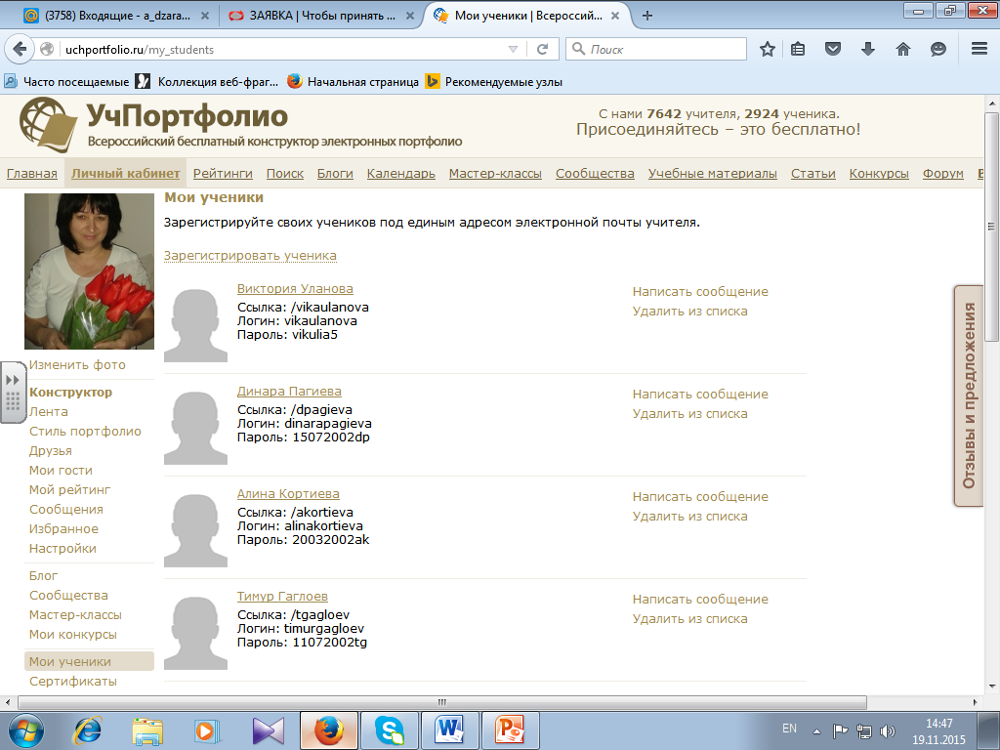 (3758) Входящие - a_dzara...
ЗАЯВКА | Чтобы принять ...
Мои ученики | Всероссий...
uchportfolio.ru/my_students
Поиск
Часто посещаемые
Коллекция веб-фраг...
Начальная страница
Рекомендуемые узлы
УчПортфолио
Всероссийский бесплатный конструктор электронных портфолио
С нами 7642 учителя, 2924 ученика.
Присоединяйтесь – это бесплатно!
Главная Личный кабинет Рейтинги Поиск Блоги Календарь Мастер-классы Сообщества Учебные материалы Статьи Конкурсы Форум
Мои ученики
Зарегистрируйте своих учеников под единым адресом электронной почты учителя.
Зарегистрировать ученика
Виктория Уланова
Ссылка: /vikaulanova
Логин: vikaulanova
Пароль: vikulia5
Написать сообщение
Удалить из списка
Динара Пагиева
Ссылка: /dpagieva
Логин: dinarapagieva
Пароль: 15072002dp
Написать сообщение
Удалить из списка
Алина Кортиева
Ссылка: /akortieva
Логин: alinakortieva
Пароль: 20032002ak
Написать сообщение
Удалить из списка
Тимур Гаглоев
Ссылка: /tgagloev
Логин: timurgagloev
Пароль: 11072002tg
Написать сообщение
Удалить из списка
Изменить фото
Конструктор
Лента
Стиль портфолио
Друзья
Мои гости
Мой рейтинг
Сообщения
Избранное
Настройки
Блог
Сообщества
Мастер-классы
Мои конкурсы
Мои ученики
Сертификаты
Отзывы и предложения
EN
14:47
19.11.2015